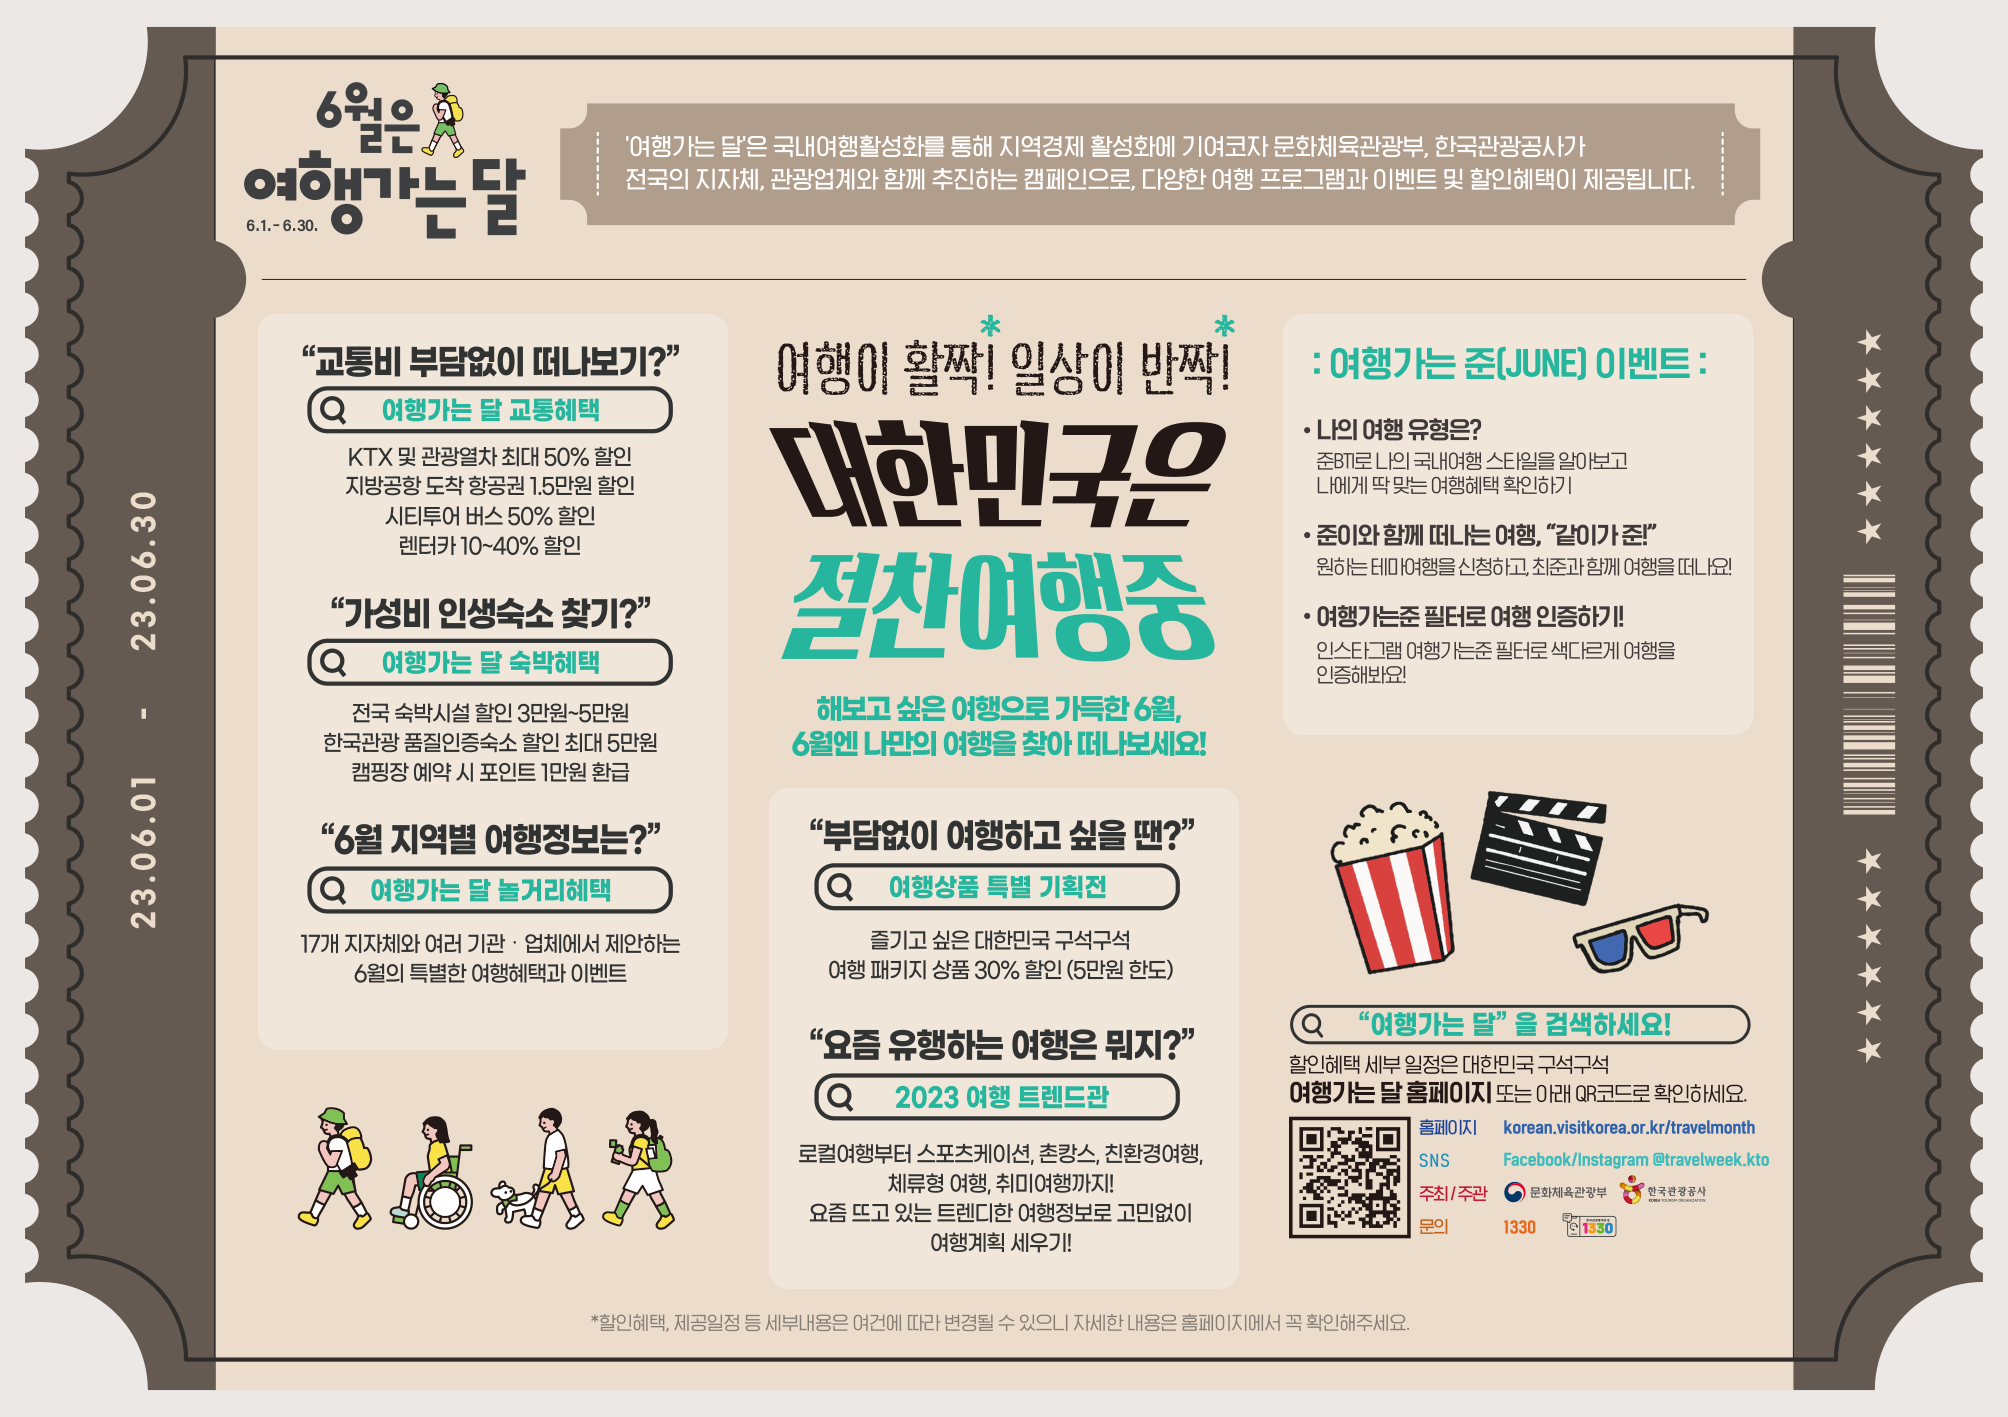 6월은
여행가는 달
6.1.-6.30.
'여행가는 달'은 국내여행활성화를 통해 지역경제 활성화에 기여코자 문화체육관광부, 한국관광공사가
전국의 지자체, 관광업계와 함께 추진하는 캠페인으로, 다양한 여행 프로그램과 이벤트 및 할인혜택이 제공됩니다.
23.06.01 - 23.06.30
“교통비 부담없이 떠나보기?”
여행가는 달 교통혜택
KTX 및 관광열차 최대 50% 할인
지방공항 도착 항공권 1.5만원 할인
시티투어 버스 50% 할인
렌터카 10~40% 할인
“가성비 인생숙소 찾기?”
여행가는 달 숙박혜택
전국 숙박시설 할인 3만원~5만원
한국관광 품질인증숙소 할인 최대 5만원
캠핑장 예약 시 포인트 1만원 환급
“6월 지역별 여행정보는?”
여행가는 달 놀거리혜택
17개 지자체와 여러 기관 · 업체에서 제안하는
6월의 특별한 여행혜택과 이벤트
여행이 활짝! 일상이 반짝!
대한민국은
절찬여행중
해보고 싶은 여행으로 가득한 6월,
6월엔 나만의 여행을 찾아 떠나보세요!
“부담없이 여행하고 싶을 땐?”
여행상품 특별 기획전
즐기고 싶은 대한민국 구석구석
여행 패키지 상품 30% 할인 (5만원 한도)
“요즘 유행하는 여행은 뭐지?”
2023 여행 트렌드관
로컬여행부터 스포츠케이션, 촌캉스, 친환경여행,
체류형 여행, 취미여행까지!
요즘 뜨고 있는 트렌디한 여행정보로 고민없이
여행계획 세우기!
: 여행가는 준(JUNE) 이벤트 :
• 나의 여행 유형은?
준BTI로 나의 국내여행 스타일을 알아보고
나에게 딱 맞는 여행혜택 확인하기
• 준이와 함께 떠나는 여행, “같이가 준!”
원하는 테마여행을 신청하고, 최준과 함께 여행을 떠나요!
• 여행가는준 필터로 여행 인증하기!
인스타그램 여행가는준 필터로 색다르게 여행을
인증해봐요!
“여행가는 달” 을 검색하세요!
할인혜택 세부 일정은 대한민국 구석구석
여행가는 달 홈페이지 또는 아래 QR코드로 확인하세요.
홈페이지 korean.visitkorea.or.kr/travelmonth
SNS Facebook/Instagram @travelweek.kto
주최 / 주관 문화체육관광부 한국관광공사
문의 1330 1330
*할인혜택, 제공일정 등 세부내용은 여건에 따라 변경될 수 있으니 자세한 내용은 홈페이지에서 꼭 확인해주세요.